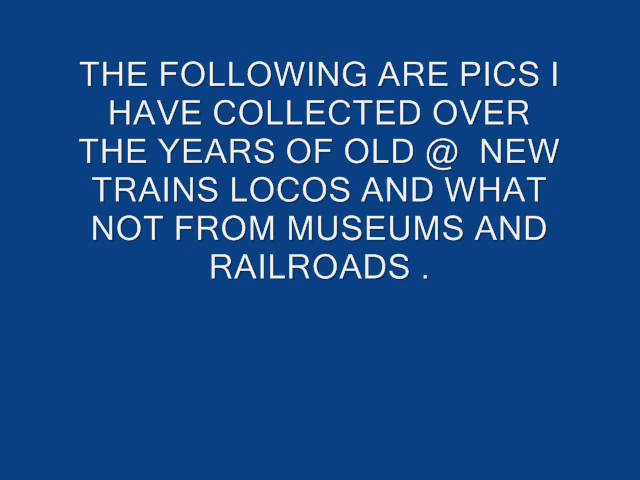 THE FOLLOWING ARE PICS I
HAVE COLLECTED OVER
THE YEARS OF OLD @  NEW
TRAINS LOCOS AND WHAT
NOT FROM MUSEUMS AND
RAILROADS .